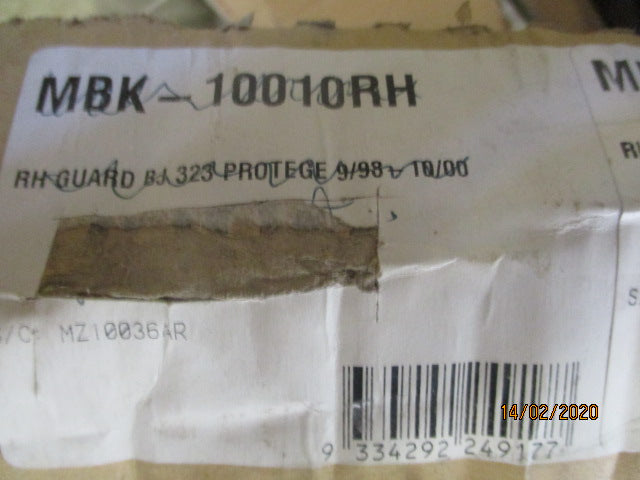 MBK-10010RH
RH GUARD BJ 323 PROTEGE 9/98~10/00
S/C: MZ10036AR
9 334292 249177
14/02/2020